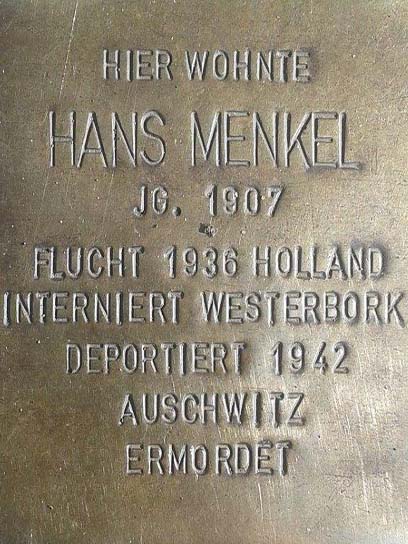 HIER WOHNTE
HANS MENKEL
JG. 1907
FLUCHT 1936 HOLLAND
INTERNIERT WESTERBORK
DEPORTIERT 1942
AUSCHWITZ
ERMORDET